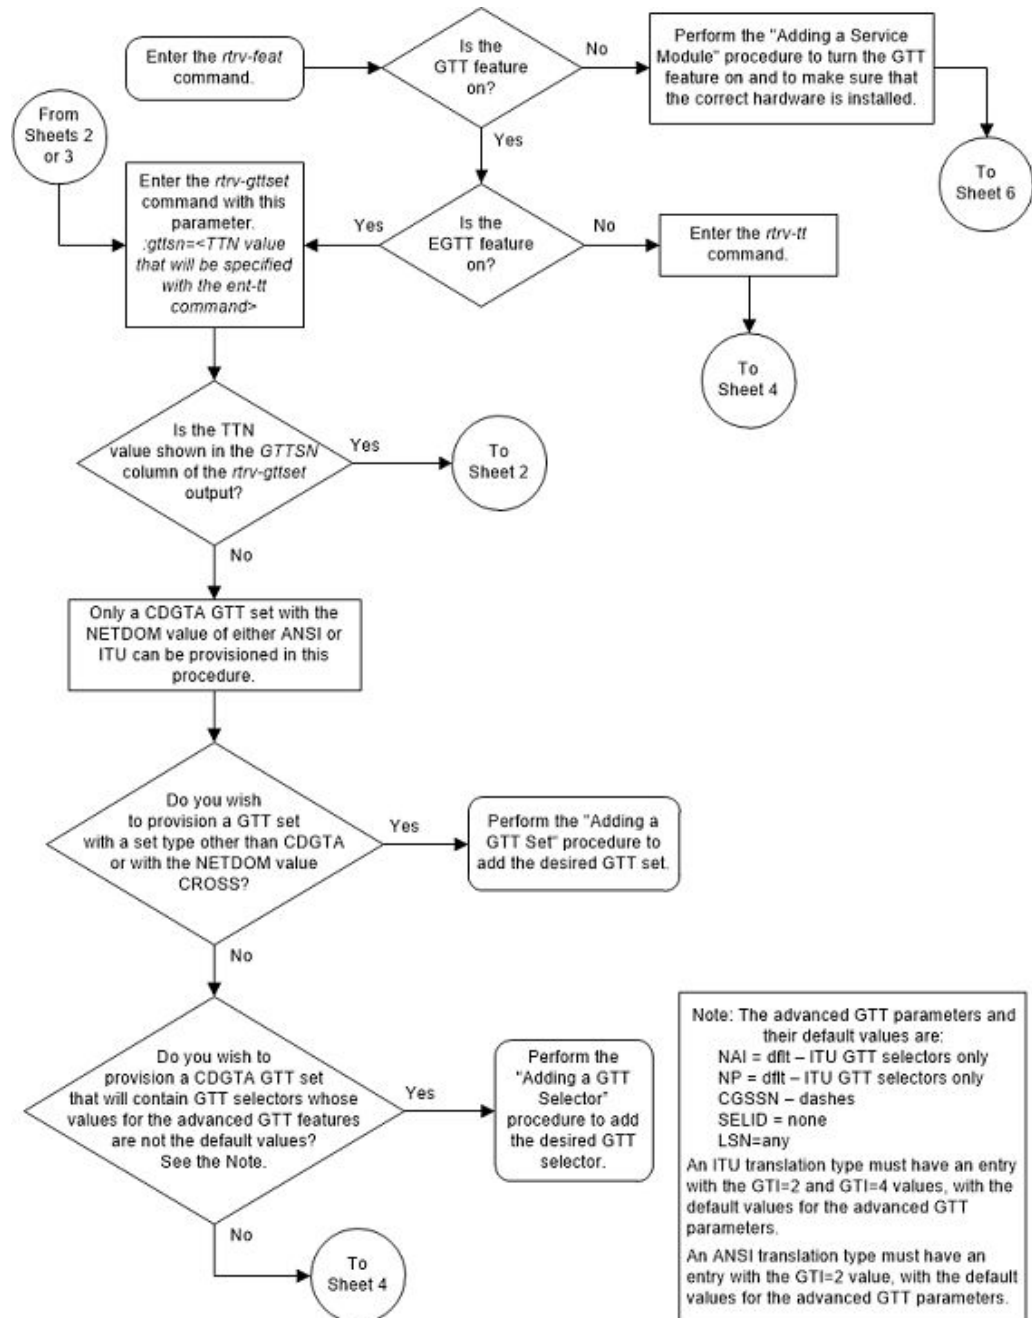 Enter the rtrv-feat
command.
Is the
GTT feature
on?
No
Perform the "Adding a Service
Module" procedure to turn the GTT
feature on and to make sure that
the correct hardware is installed.
To
Sheet 6
Yes
From
Sheets 2
or 3
Enter the rtrv-gttset
command with this
parameter.
:gttsn=<TTN value
that will be specified
with the ent-tt
command>
Yes
Is the
EGTT feature
on?
No
Enter the rtrv-tt
command.
To
Sheet 4
Is the TTN
value shown in the GTTSN
column of the rtrv-gttset
output?
Yes
To
Sheet 2
No
Only a CDGTA GTT set with the
NETDOM value of either ANSI or
ITU can be provisioned in this
procedure.
Do you wish
to provision a GTT set
with a set type other than CDGTA
or with the NETDOM value
CROSS?
Yes
Perform the "Adding a
GTT Set" procedure to
add the desired GTT set.
No
Do you wish to
provision a CDGTA GTT set
that will contain GTT selectors whose
values for the advanced GTT features
are not the default values?
See the Note.
Yes
Perform the
"Adding a GTT
Selector"
procedure to add
the desired GTT
selector.
No
To
Sheet 4
Note: The advanced GTT parameters and
their default values are:
NAI = dflt – ITU GTT selectors only
NP = dflt – ITU GTT selectors only
CGSSN – dashes
SELID = none
LSN=any
An ITU translation type must have an entry
with the GTI=2 and GTI=4 values, with the
default values for the advanced GTT
parameters.
An ANSI translation type must have an
entry with the GTI=2 value, with the default
values for the advanced GTT parameters.